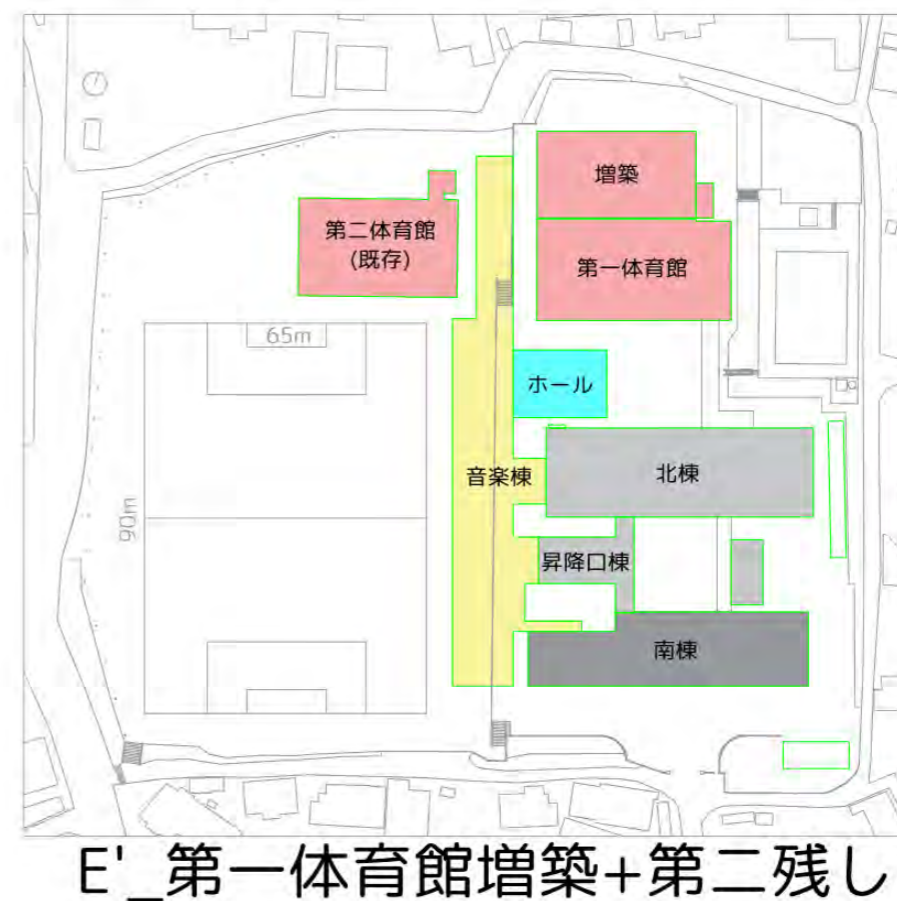 増築
第二体育館
(既存)
第一体育館
65m
ホール
音楽棟
北棟
90m
昇降口棟
南棟
E'_第一体育館増築+第二残し